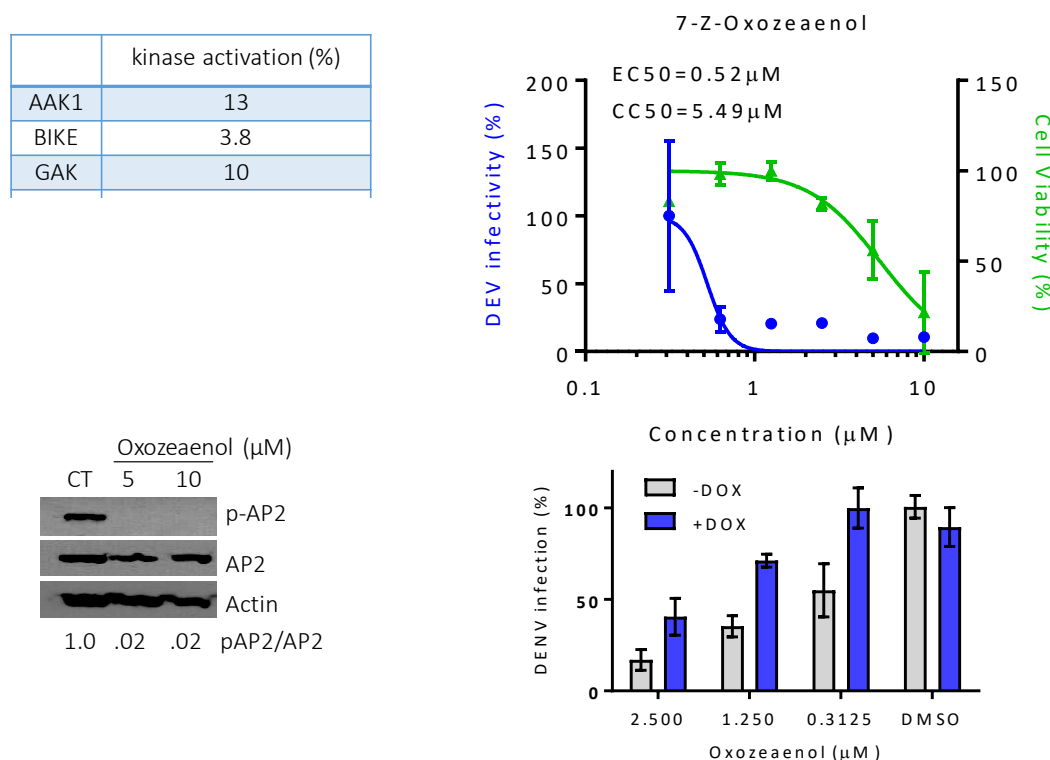 kinase activation (%)
AAK1 13
BIKE 3.8
GAK 10
7-Z-Oxozeaenol
EC50=0.52μM
CC50=5.49μM
DEV infectivity (%)
200
150
100
50
0
Cell Viability (%)
150
100
50
0
0.1 1 10
Concentration (μM)
Oxozeaenol (μM)
CT 5 10
p-AP2
AP2
Actin
1.0 .02 .02 pAP2/AP2
-DOX
+DOX
DENV infection (%)
100
50
0
2.500 1.250 0.3125 DMSO
Oxozeaenol (μM)